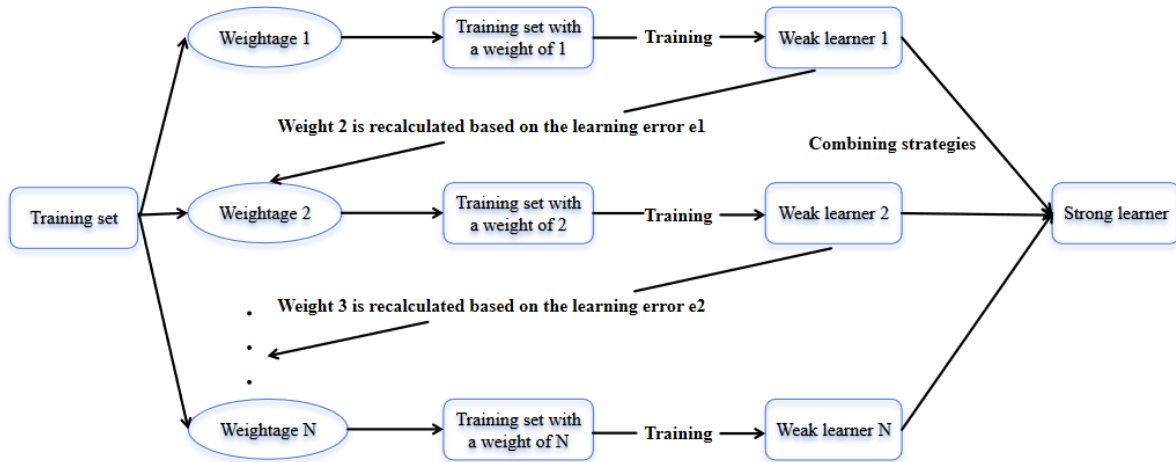 Weightage 1
Training set with
a weight of 1
Training
Weak learner 1
Weight 2 is recalculated based on the learning error e1
Combining strategies
Training set
Weightage 2
Training set with
a weight of 2
Training
Weak learner 2
Strong learner
Weight 3 is recalculated based on the learning error e2
Weightage N
Training set with
a weight of N
Training
Weak learner N